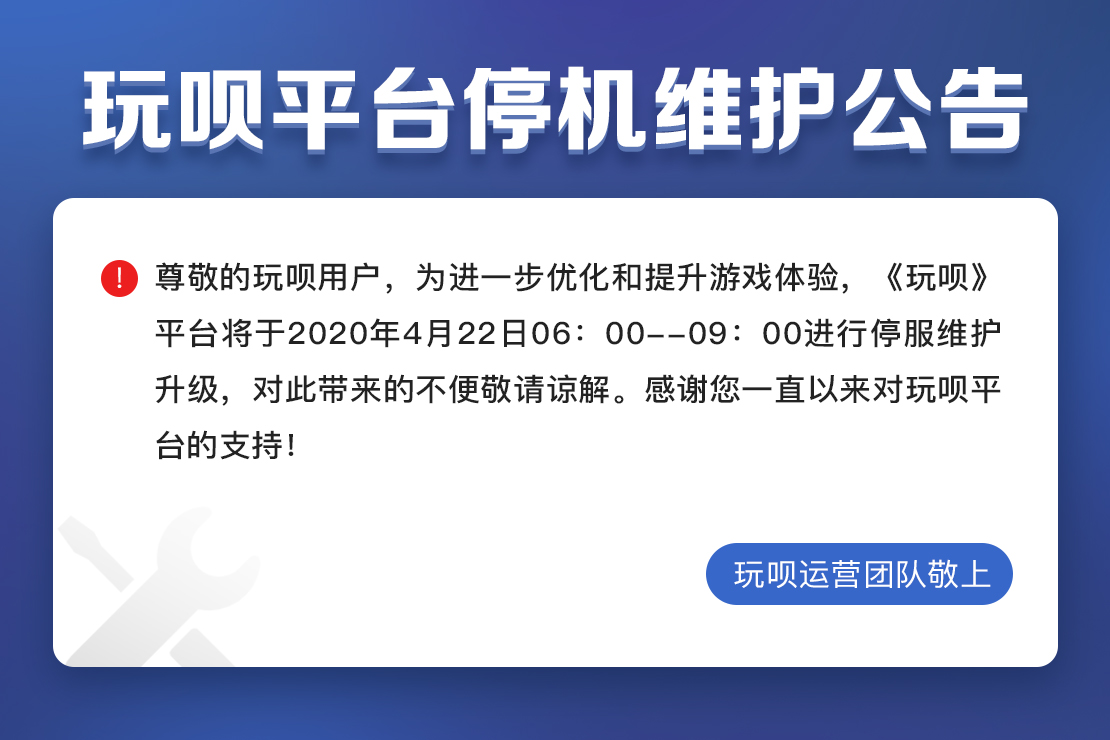 玩呗平台停机维护公告
! 尊敬的玩呗用户，为进一步优化和提升游戏体验，《玩呗》
平台将于2020年4月22日06：00--09：00进行停服维护
升级，对此带来的不便敬请谅解。感谢您一直以来对玩呗平
台的支持！
玩呗运营团队敬上